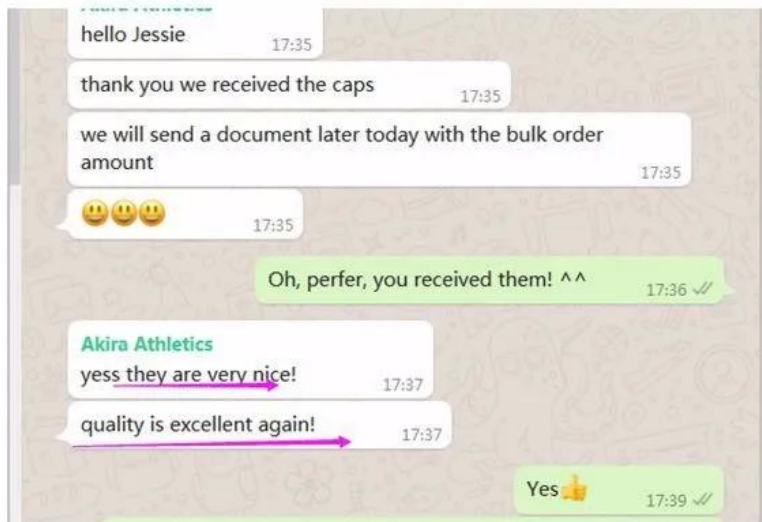 hello Jessie
17:35
thank you we received the caps
17:35
we will send a document later today with the bulk order
amount
17:35
😃😃😃
17:35
Oh, perfer, you received them! ^^
17:36
Akira Athletics
yess they are very nice!
17:37
quality is excellent again!
17:37
Yes👍
17:39